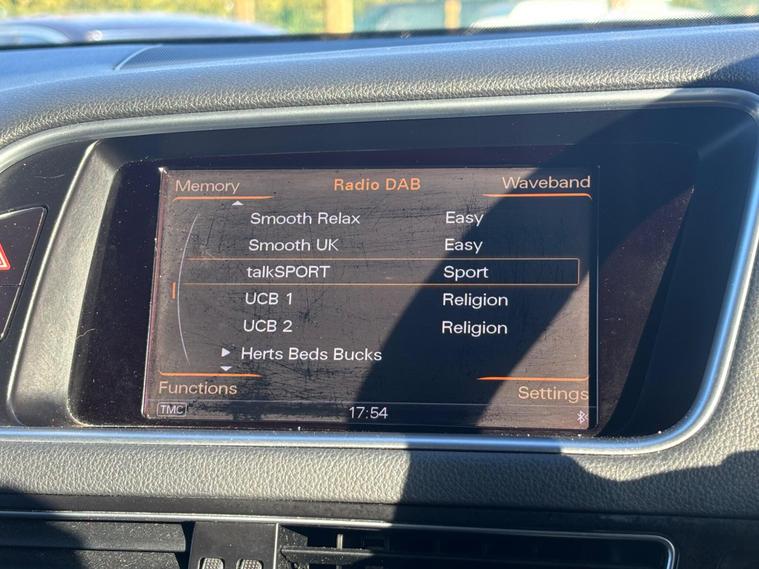 Memory Radio DAB Waveband
Smooth Relax Easy
Smooth UK Easy
talkSPORT Sport
UCB 1 Religion
UCB 2 Religion
Herts Beds Bucks
Functions Settings
TMC 17:54